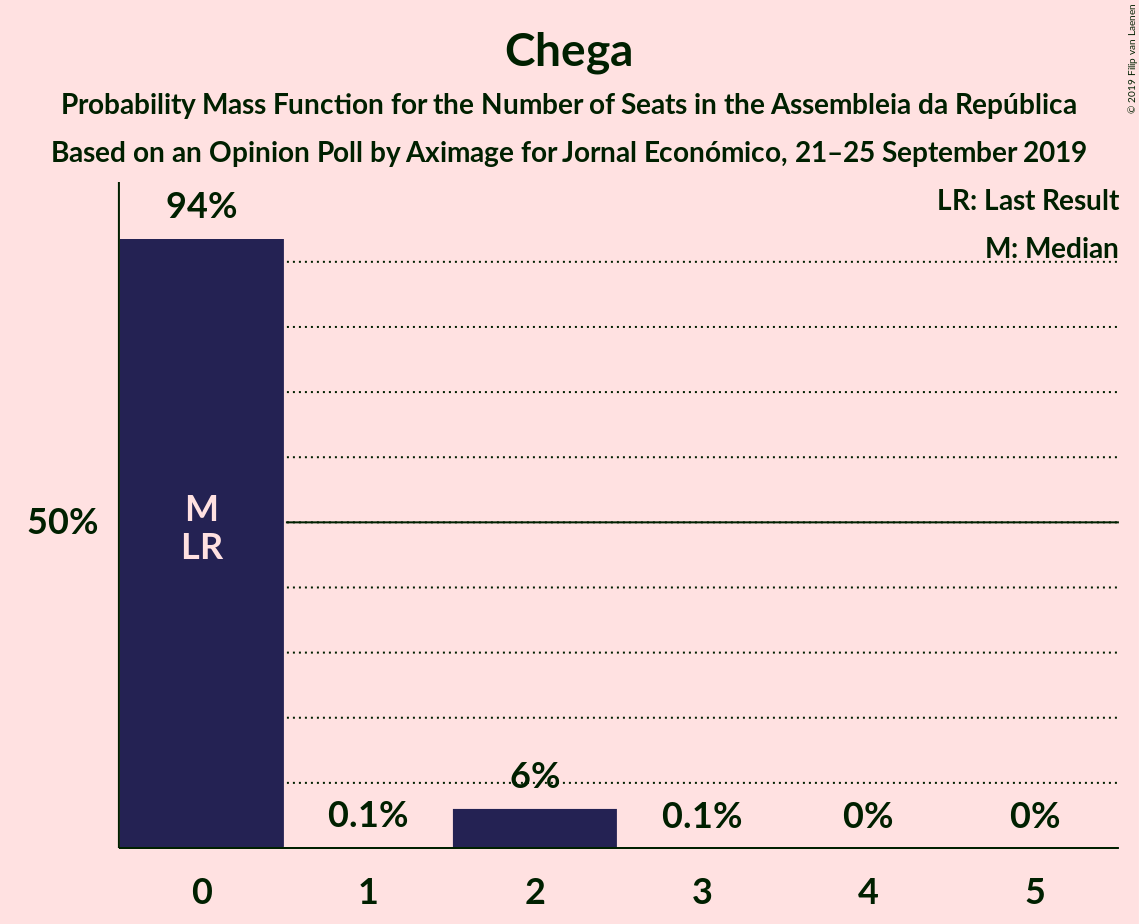 Chega
Probability Mass Function for the Number of Seats in the Assembleia da República
Based on an Opinion Poll by Aximage for Jornal Económico, 21–25 September 2019
© 2019 Filip van Laenen
LR: Last Result
M: Median
94%
M
LR
50%
0.1%
6%
0.1%
0%
0%
0
1
2
3
4
5